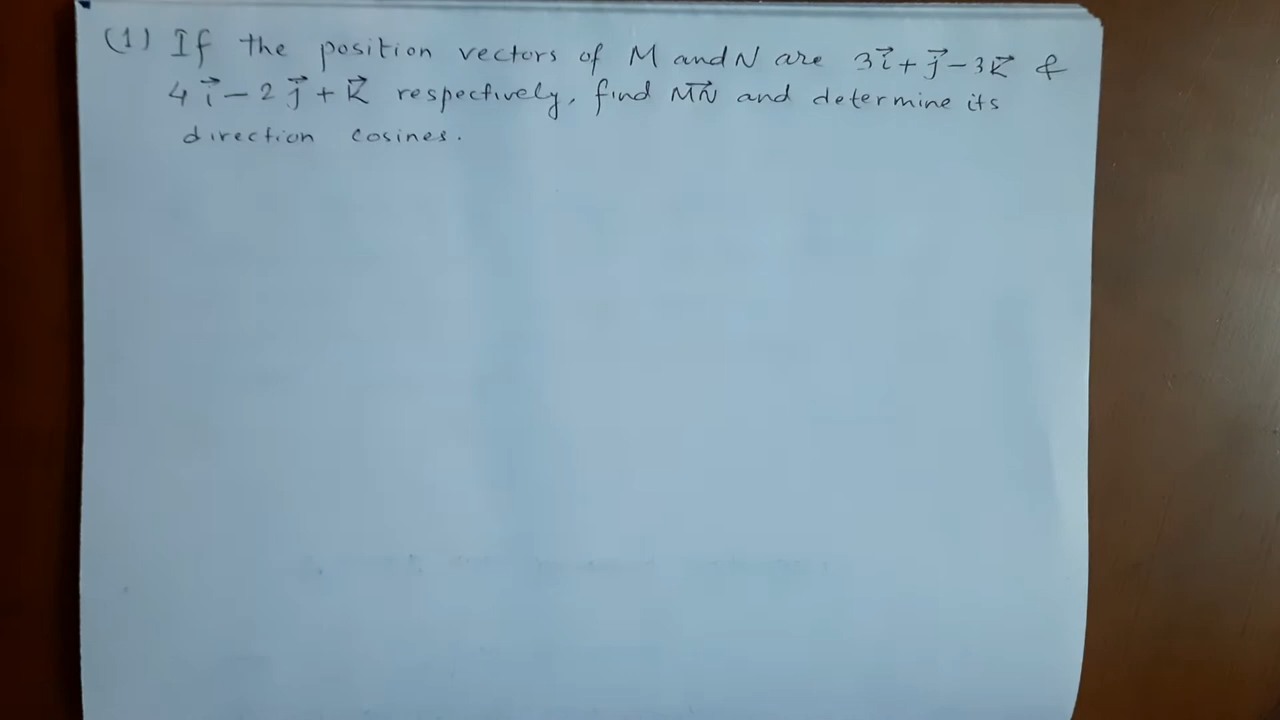 (1) If the position vectors of M and N are 3i⃗ + j⃗ − 3k⃗ &
4i⃗ − 2j⃗ + k⃗ respectively, find MN⃗ and determine its
direction cosines.